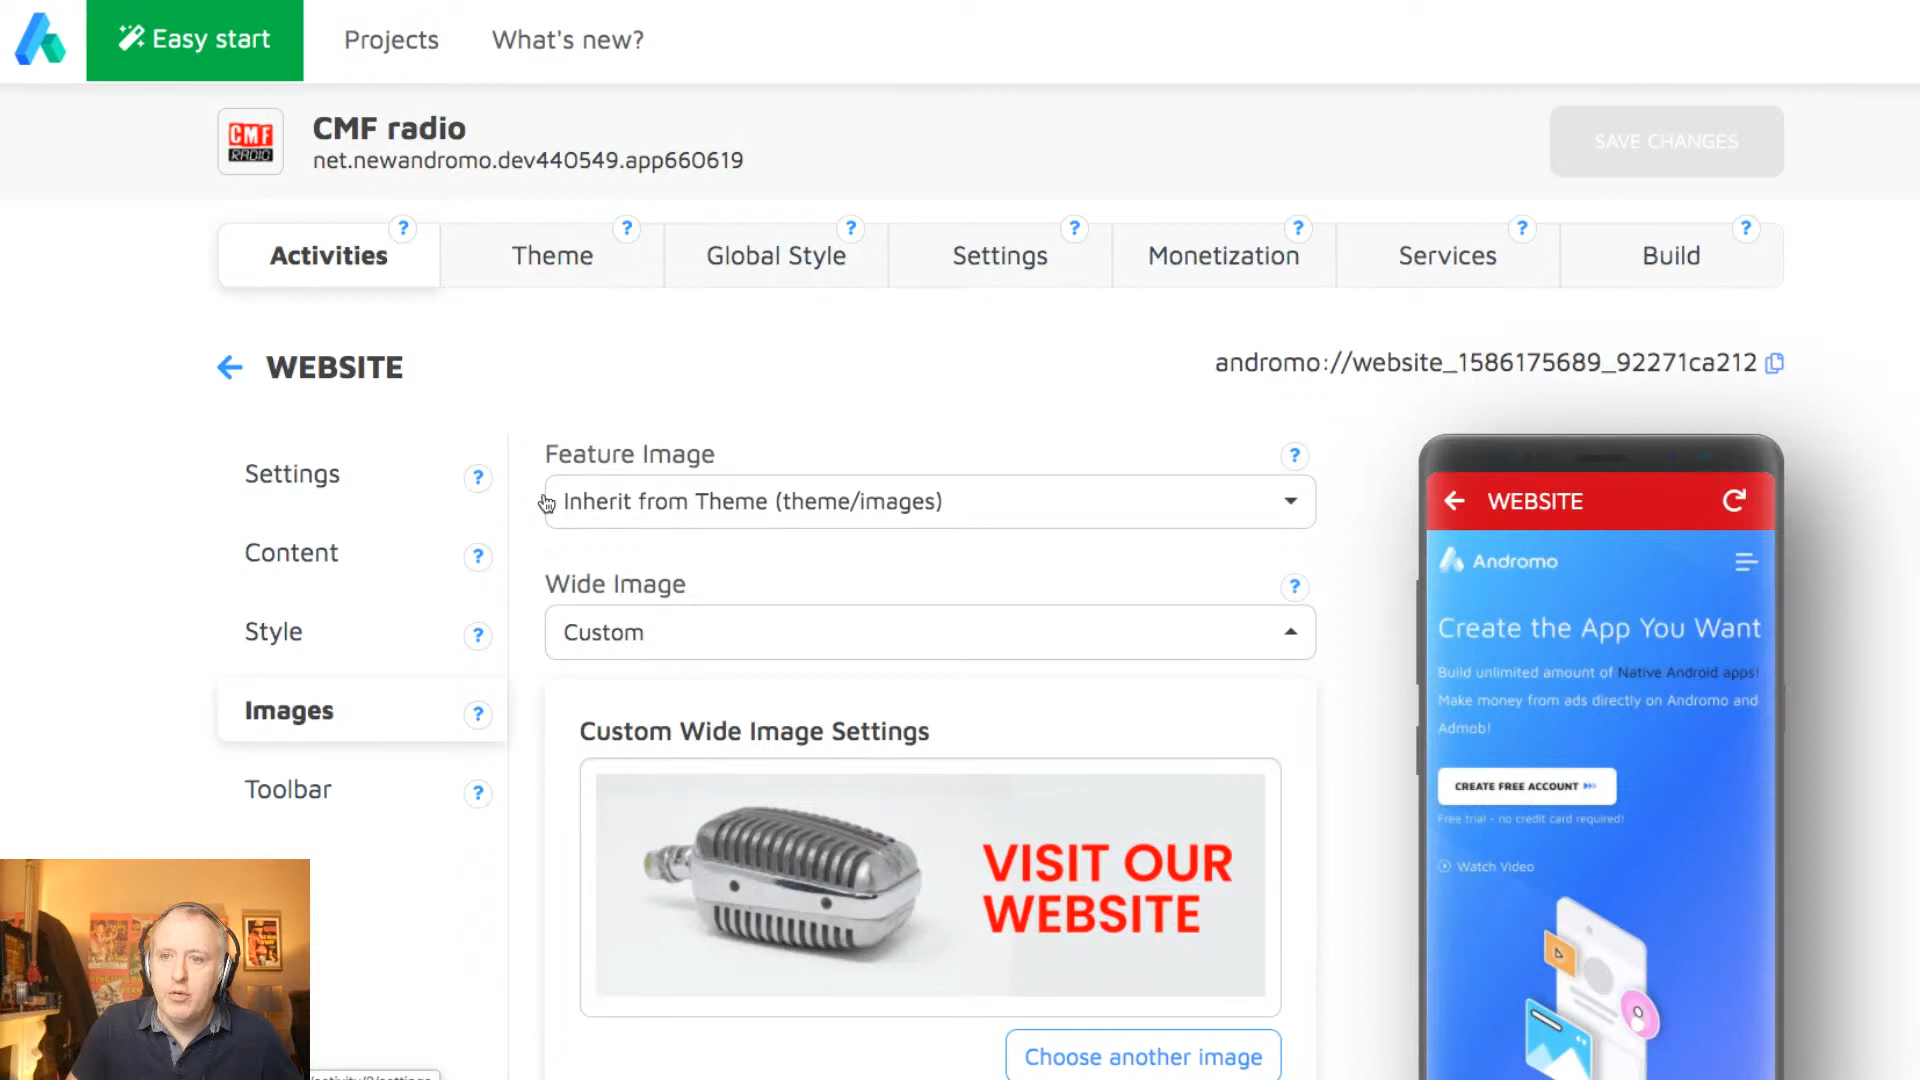 Easy start
Projects
What's new?
CMF RADIO
CMF radio
net.newandromo.dev440549.app660619
SAVE CHANGES
Activities ?
Theme ?
Global Style ?
Settings ?
Monetization ?
Services ?
Build ?
WEBSITE
andromo://website_1586175689_92271ca212
Settings ?
Content ?
Style ?
Images ?
Toolbar ?
Feature Image ?
Inherit from Theme (theme/images)
Wide Image ?
Custom
Custom Wide Image Settings
VISIT OUR
WEBSITE
Choose another image
WEBSITE
Andromo
Create the App You Want
Build unlimited amount of Native Android apps!
Make money from ads directly on Andromo and
Admob!
CREATE FREE ACCOUNT
Free trial - no credit card required!
Watch Video